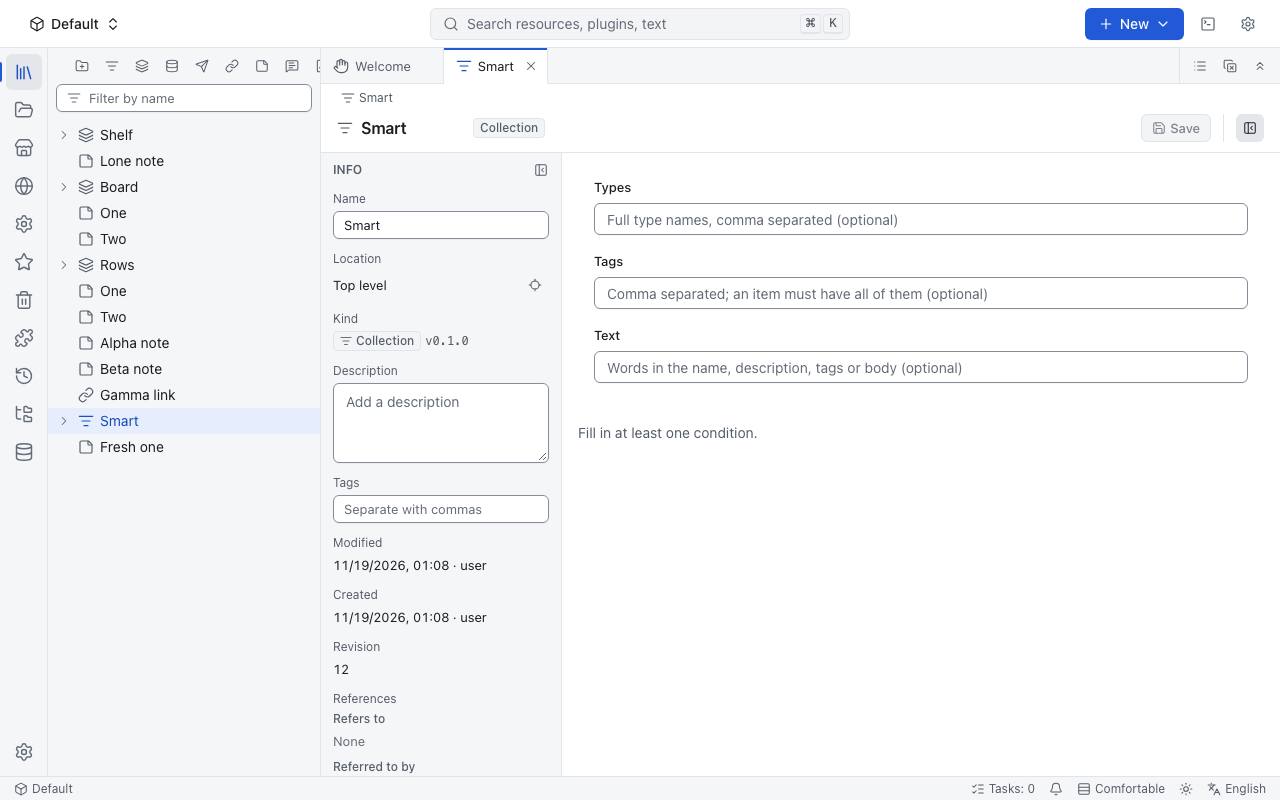 Default
Search resources, plugins, text
⌘ K
New
Welcome
Smart
Filter by name
Shelf
Lone note
Board
One
Two
Rows
One
Two
Alpha note
Beta note
Gamma link
Smart
Fresh one
Smart
Smart
Collection
Save
INFO
Name
Smart
Location
Top level
Kind
Collection v0.1.0
Description
Add a description
Tags
Separate with commas
Modified
11/19/2026, 01:08 · user
Created
11/19/2026, 01:08 · user
Revision
12
References
Refers to
None
Referred to by
Types
Full type names, comma separated (optional)
Tags
Comma separated; an item must have all of them (optional)
Text
Words in the name, description, tags or body (optional)
Fill in at least one condition.
Default
Tasks: 0
Comfortable
English